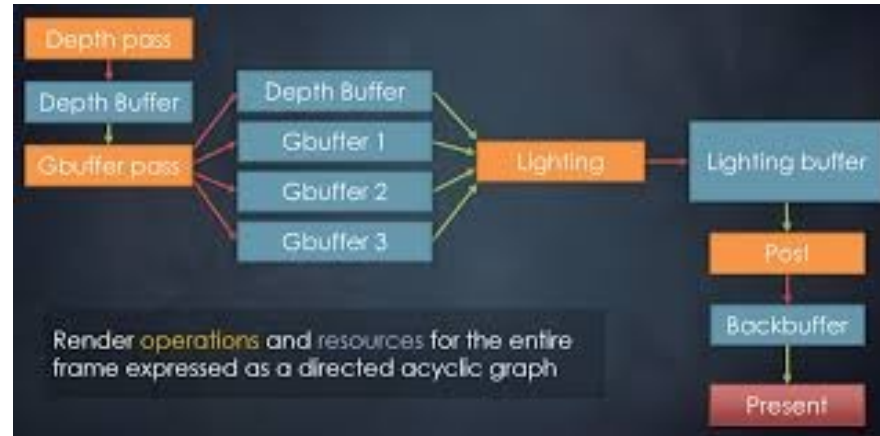 Depth pass
Depth Buffer
Gbuffer pass
Depth Buffer
Gbuffer 1
Gbuffer 2
Gbuffer 3
Lighting
Lighting buffer
Post
Backbuffer
Present
Render operations and resources for the entire
frame expressed as a directed acyclic graph